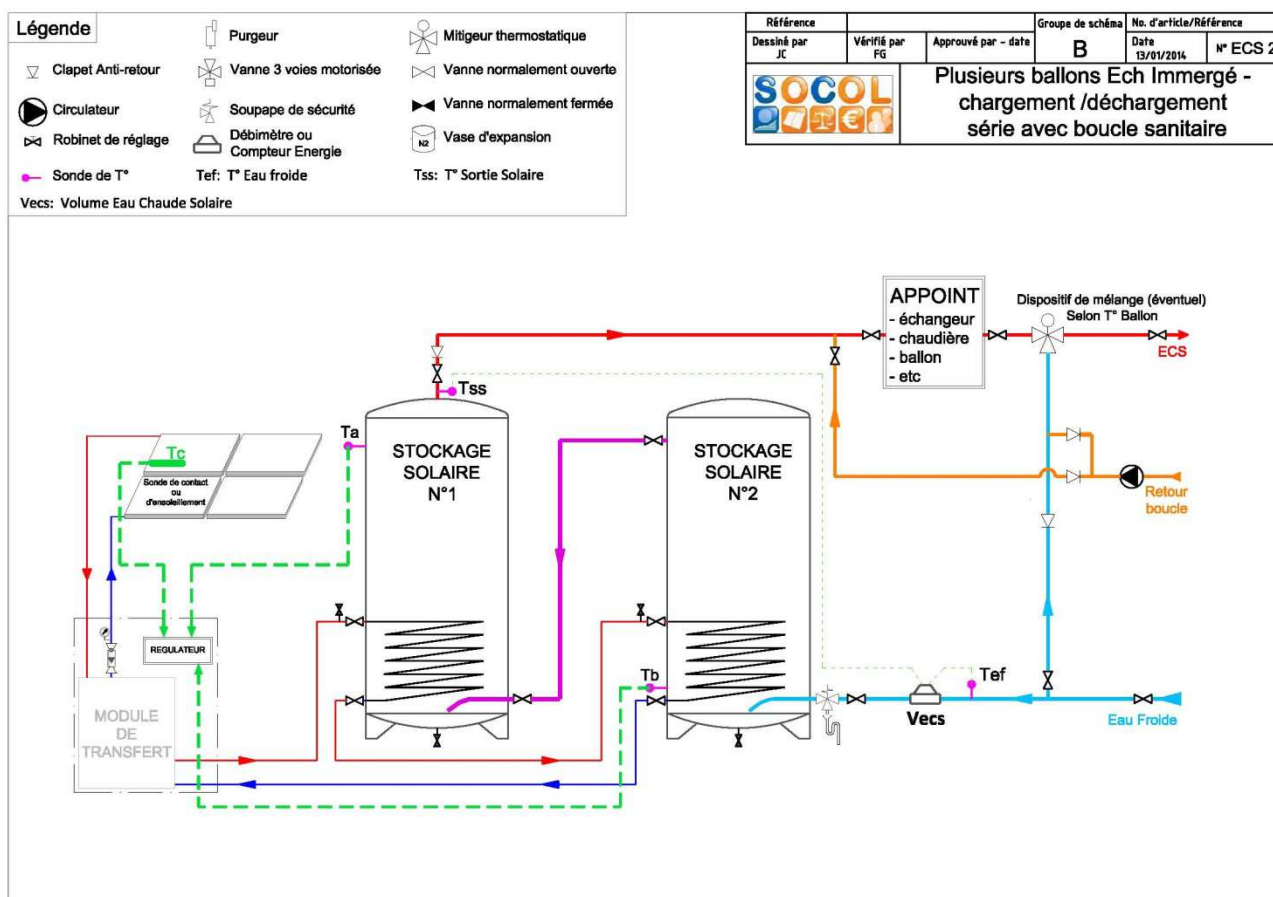 Légende
Purgeur
Mitigeur thermostatique
Clapet Anti-retour
Vanne 3 voies motorisée
Vanne normalement ouverte
Circulateur
Soupape de sécurité
Vanne normalement fermée
Robinet de réglage
Débimètre ou
Compteur Energie
N2
Vase d'expansion
Sonde de T°
Tef: T° Eau froide
Tss: T° Sortie Solaire
Vecs: Volume Eau Chaude Solaire
Référence
Groupe de schéma
No. d'article/Référence
Dessiné par
JC
Vérifié par
FG
Approuvé par - date
B
Date
13/01/2014
N° ECS 2
SOCOL
Plusieurs ballons Ech Immergé -
chargement /déchargement
série avec boucle sanitaire
APPOINT
- échangeur
- chaudière
- ballon
- etc
Dispositif de mélange (éventuel)
Selon T° Ballon
ECS
Tss
Ta
STOCKAGE
SOLAIRE
N°1
STOCKAGE
SOLAIRE
N°2
Tc
Sonde de contact
ou
d'ensoleillement
Retour
boucle
REGULATEUR
Tb
Tef
MODULE
DE
TRANSFERT
Vecs
Eau Froide